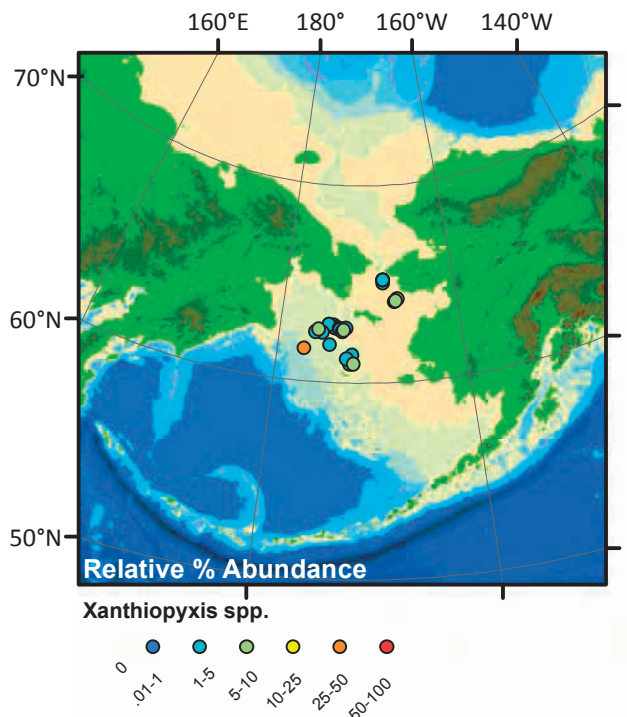 160°E 180° 160°W 140°W
70°N
60°N
50°N
Relative % Abundance
Xanthiopyxis spp.
0 .01-1 1-5 5-10 10-25 25-50 50-100